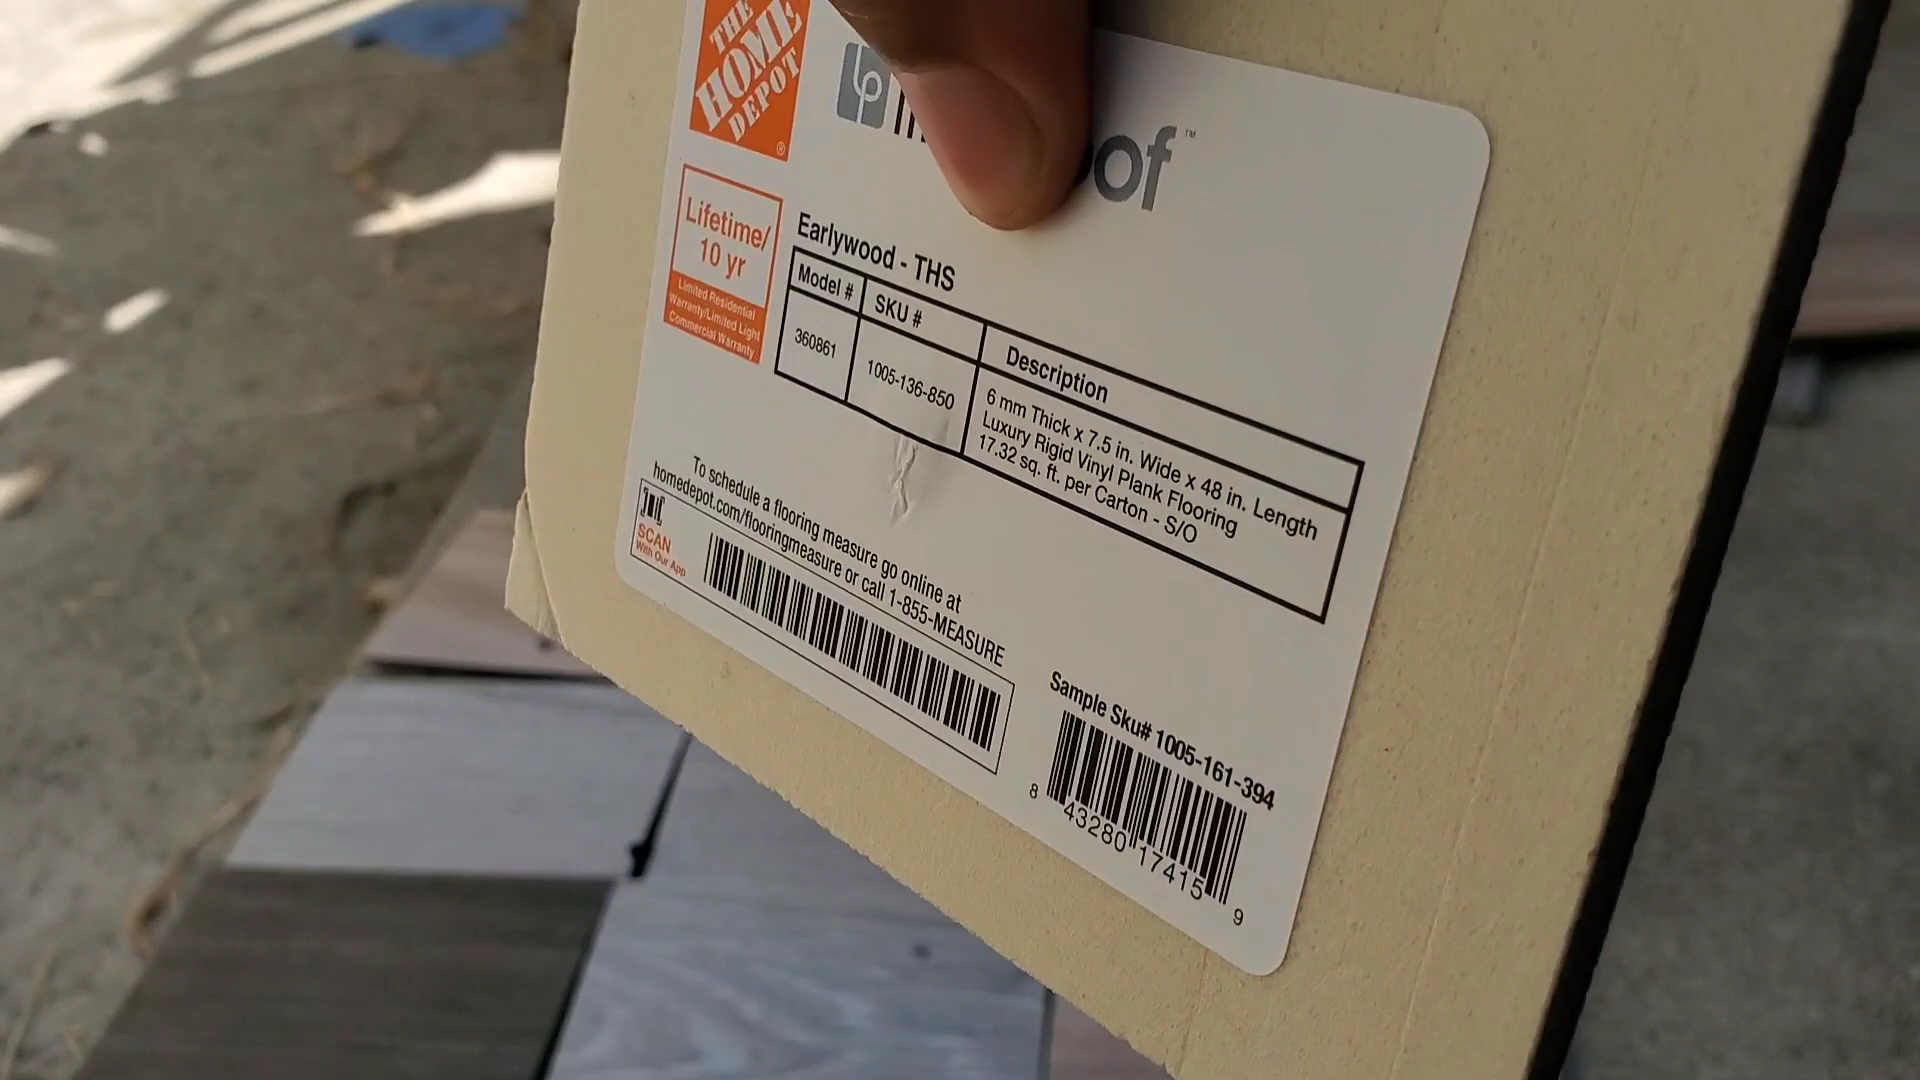 THE
HOME
DEPOT
of™
Lifetime/
10 yr
Limited Residential
Warranty/Limited Light
Commercial Warranty
Earlywood - THS
Model #
SKU #
Description
360861
1005-136-850
6 mm Thick x 7.5 in. Wide x 48 in. Length
Luxury Rigid Vinyl Plank Flooring
17.32 sq. ft. per Carton - S/O
To schedule a flooring measure go online at
homedepot.com/flooringmeasure or call 1-855-MEASURE
SCAN
With Our App
Sample Sku# 1005-161-394
8 43280 17415 9